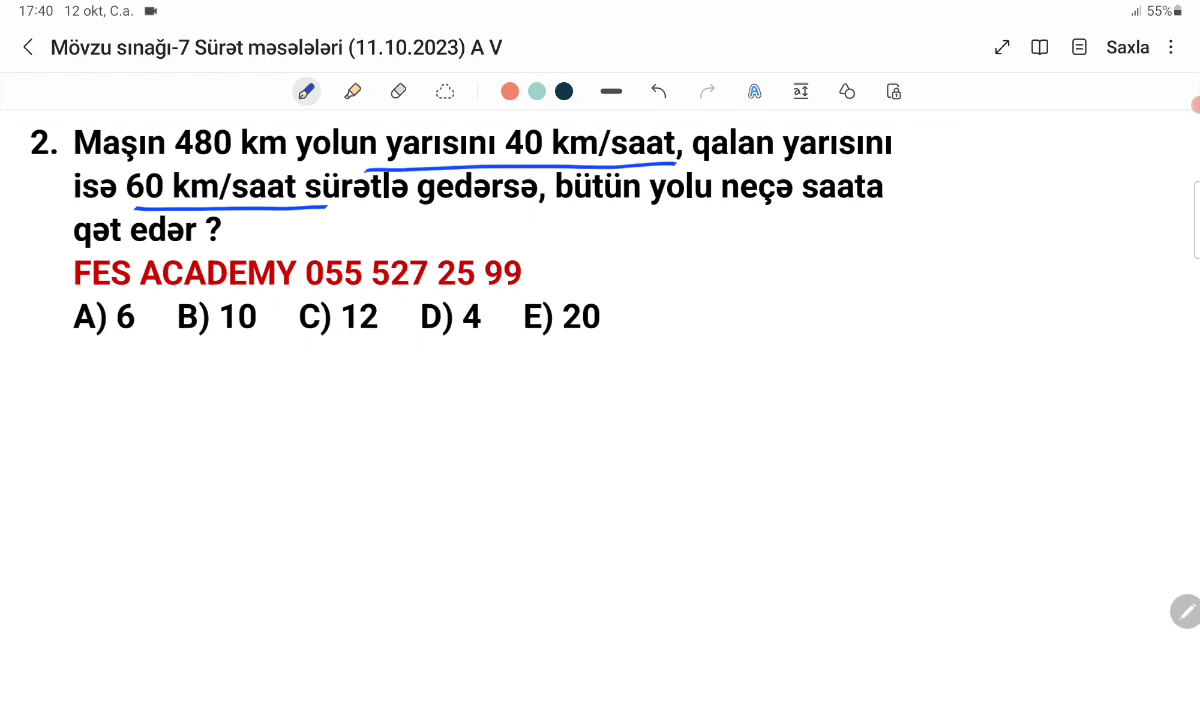 17:40 12 okt, C.a. 55%
Mövzu sınağı-7 Sürət məsələləri (11.10.2023) A V Saxla
2. Maşın 480 km yolun yarısını 40 km/saat, qalan yarısını
isə 60 km/saat sürətlə gedərsə, bütün yolu neçə saata
qət edər ?
FES ACADEMY 055 527 25 99
A) 6 B) 10 C) 12 D) 4 E) 20